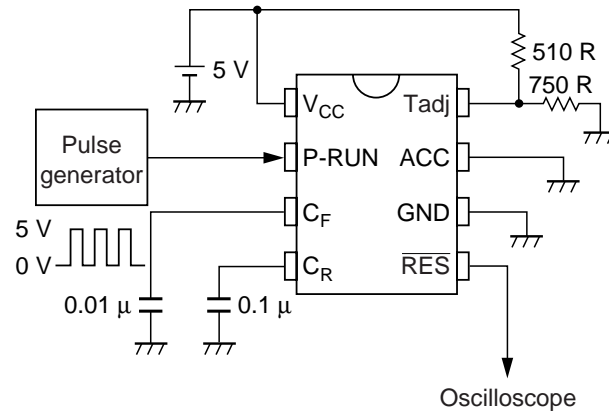 510 R
5 V
750 R
VCC
Tadj
Pulse
generator
P-RUN
ACC
CF
GND
5 V
0 V
CR
RES
0.01 μ
0.1 μ
Oscilloscope